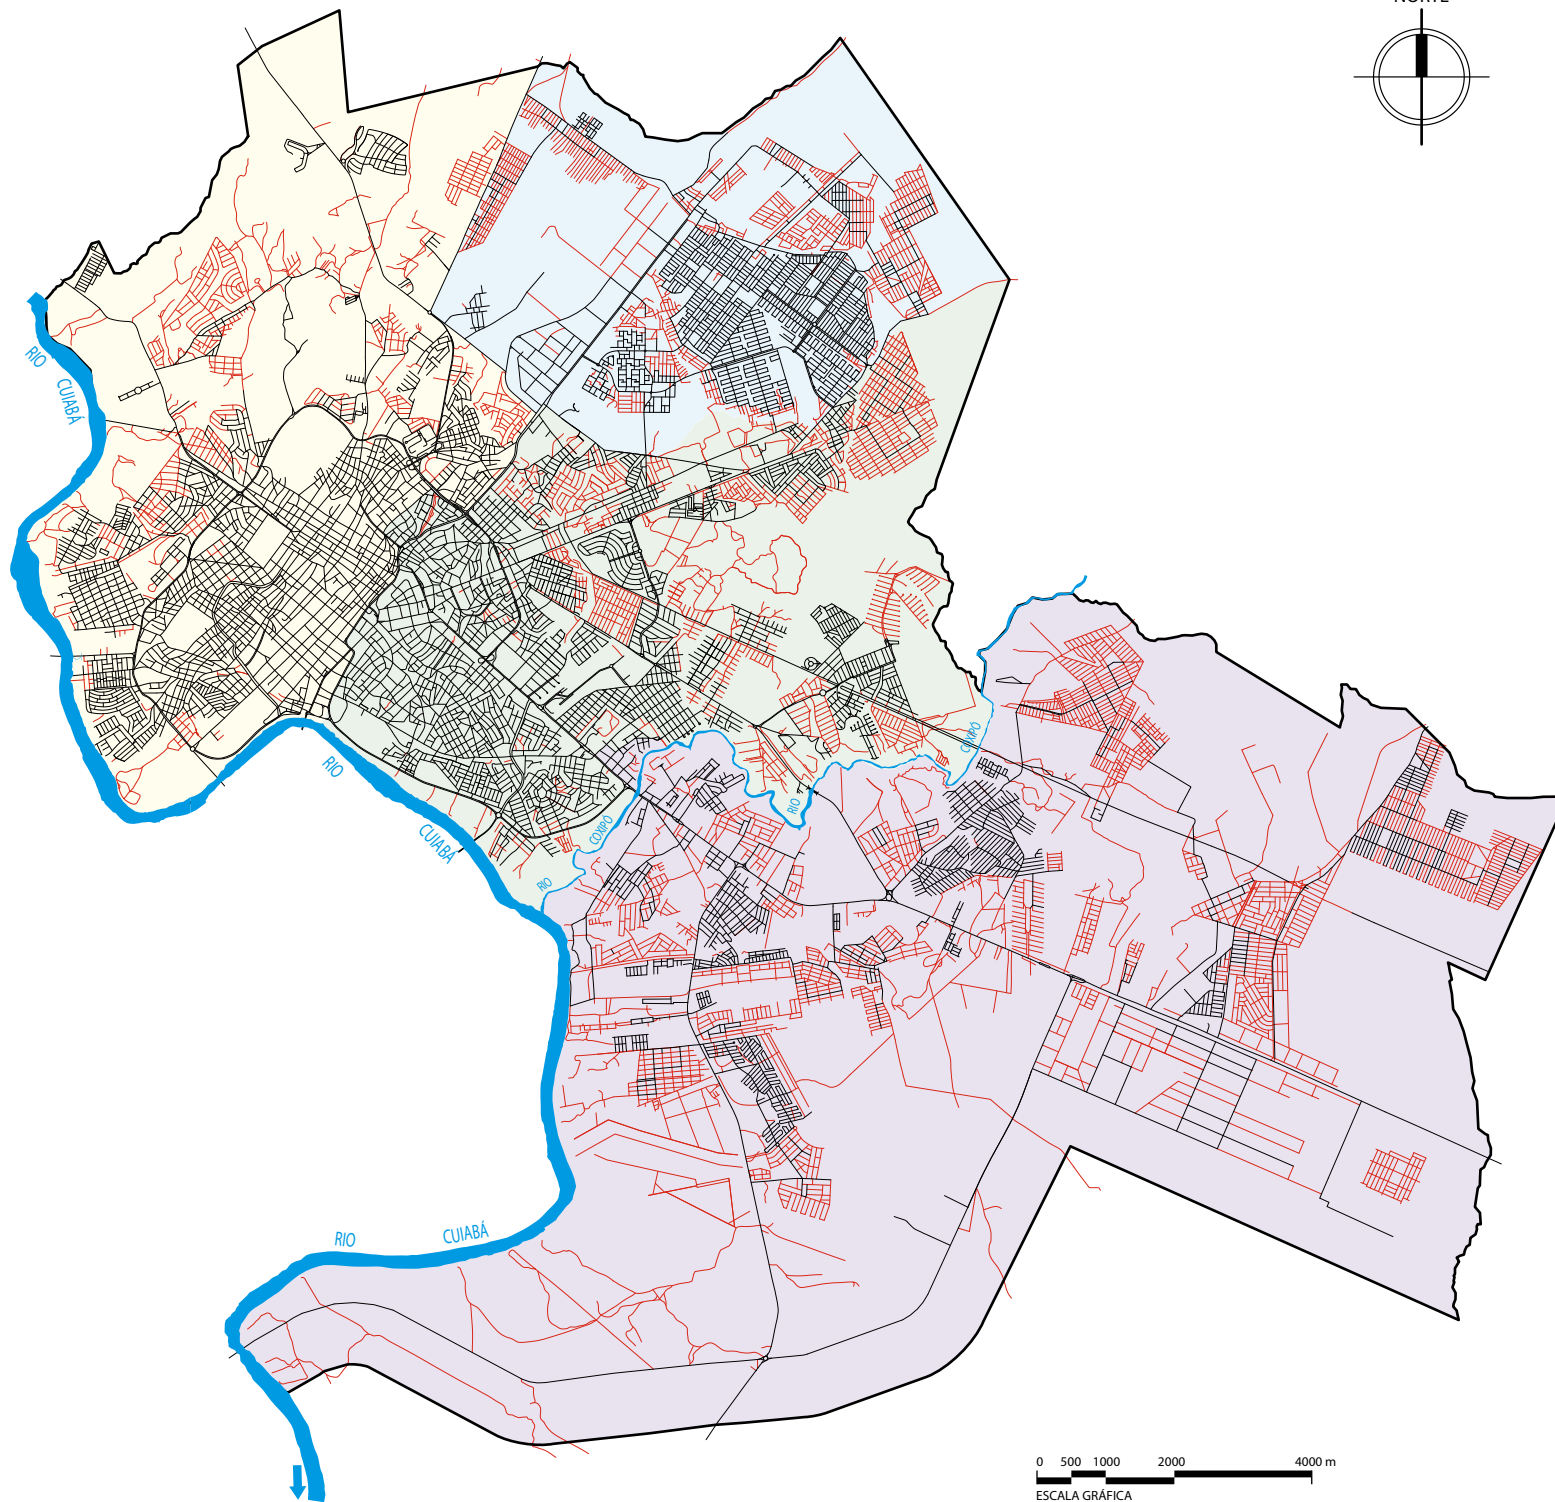 NORTE
RIO
CUIABÁ
RIO
CUIABÁ
COXIPÓ
RIO
COXIPÓ
RIO
RIO
CUIABÁ
0 500 1000 2000 4000 m
ESCALA GRÁFICA